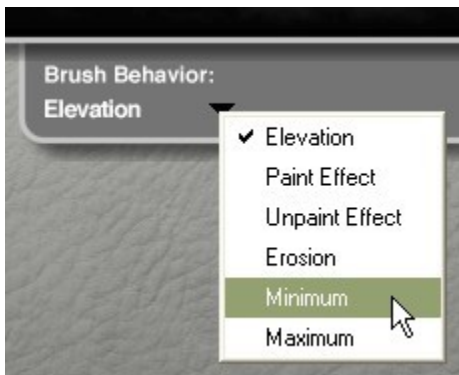 Brush Behavior:
Elevation
Elevation
Paint Effect
Unpaint Effect
Erosion
Minimum
Maximum